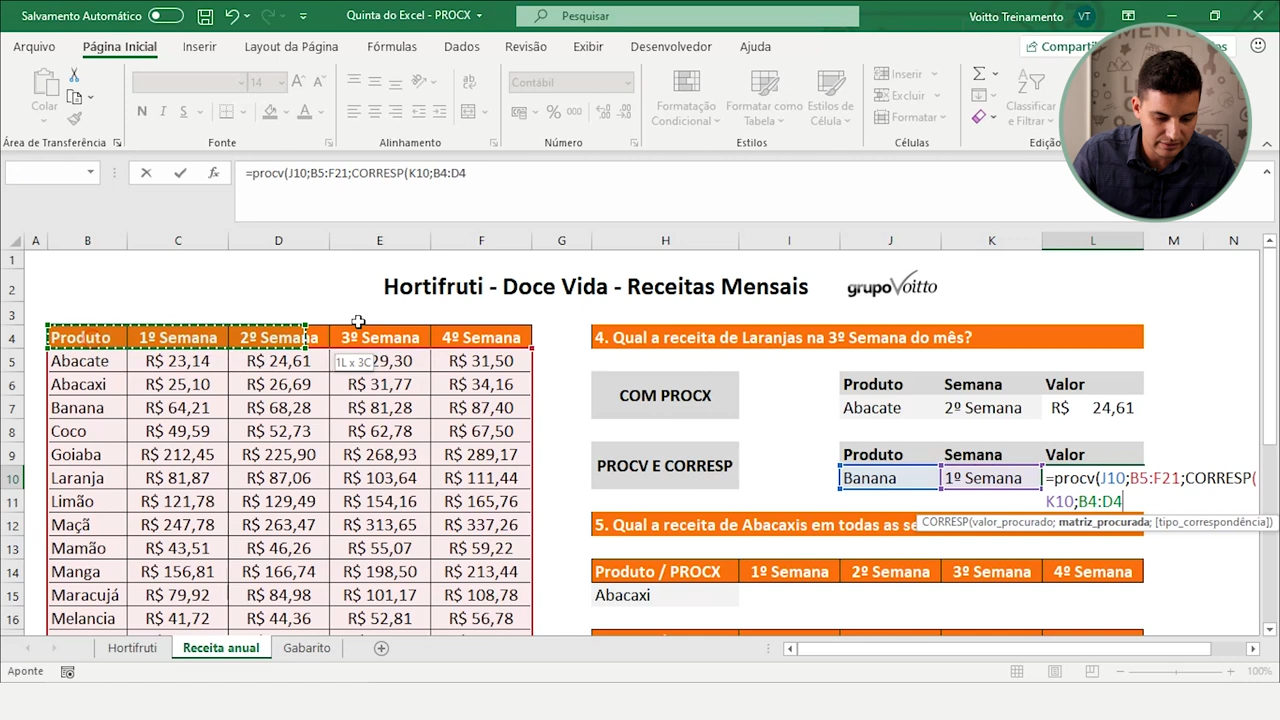 Salvamento Automático
Quinta do Excel - PROCX
Pesquisar
Voitto Treinamento
VT
Arquivo
Página Inicial
Inserir
Layout da Página
Fórmulas
Dados
Revisão
Exibir
Desenvolvedor
Ajuda
Colar
14
Contábil
Formatação Condicional
Formatar como Tabela
Estilos de Célula
Inserir
Excluir
Formatar
Classificar e Filtrar
Área de Transferência
Fonte
Alinhamento
Número
Estilos
Células
Edição
=procv(J10;B5:F21;CORRESP(K10;B4:D4
A B C D E F G H I J K L M N
1
2 Hortifruti - Doce Vida - Receitas Mensais grupoVoitto
3
4 Produto 1º Semana 2º Semana 3º Semana 4º Semana 4. Qual a receita de Laranjas na 3º Semana do mês?
5 Abacate R$ 23,14 R$ 24,61 1L x 3C 29,30 R$ 31,50
6 Abacaxi R$ 25,10 R$ 26,69 R$ 31,77 R$ 34,16 COM PROCX Produto Semana Valor
7 Banana R$ 64,21 R$ 68,28 R$ 81,28 R$ 87,40 Abacate 2º Semana R$ 24,61
8 Coco R$ 49,59 R$ 52,73 R$ 62,78 R$ 67,50
9 Goiaba R$ 212,45 R$ 225,90 R$ 268,93 R$ 289,17 PROCV E CORRESP Produto Semana Valor
10 Laranja R$ 81,87 R$ 87,06 R$ 103,64 R$ 111,44 Banana 1º Semana =procv(J10;B5:F21;CORRESP(
11 Limão R$ 121,78 R$ 129,49 R$ 154,16 R$ 165,76 K10;B4:D4
12 Maçã R$ 247,78 R$ 263,47 R$ 313,65 R$ 337,26 5. Qual a receita de Abacaxis em todas as se CORRESP(valor_procurado; matriz_procurada; [tipo_correspondência])
13 Mamão R$ 43,51 R$ 46,26 R$ 55,07 R$ 59,22
14 Manga R$ 156,81 R$ 166,74 R$ 198,50 R$ 213,44 Produto / PROCX 1º Semana 2º Semana 3º Semana 4º Semana
15 Maracujá R$ 79,92 R$ 84,98 R$ 101,17 R$ 108,78 Abacaxi
16 Melancia R$ 41,72 R$ 44,36 R$ 52,81 R$ 56,78
Hortifruti
Receita anual
Gabarito
Aponte
100%